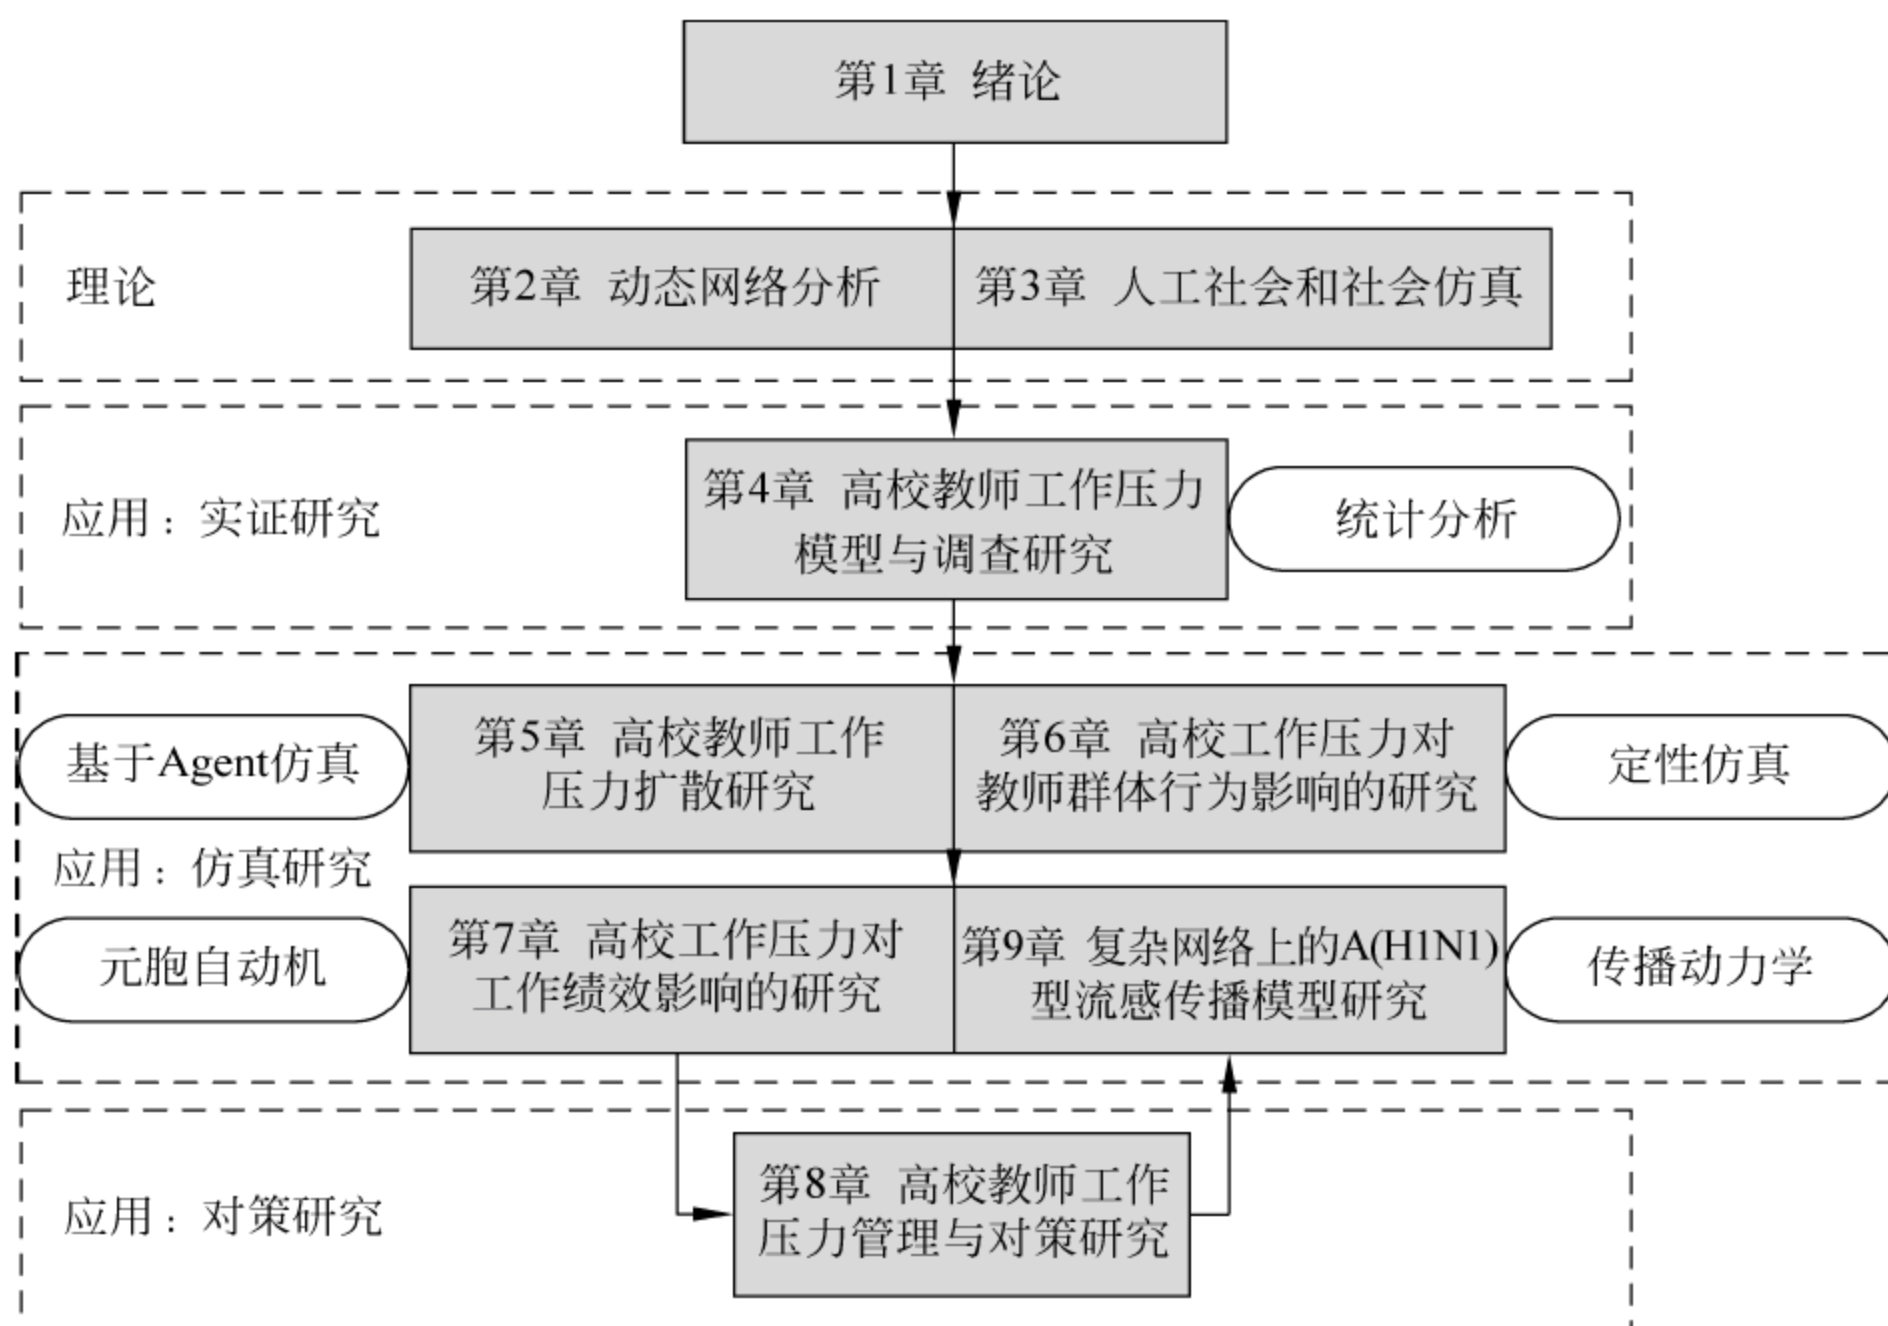 第1章 绪论
理论
第2章 动态网络分析
第3章 人工社会和社会仿真
应用：实证研究
第4章 高校教师工作压力
模型与调查研究
统计分析
基于Agent仿真
第5章 高校教师工作
压力扩散研究
第6章 高校工作压力对
教师群体行为影响的研究
定性仿真
应用：仿真研究
元胞自动机
第7章 高校工作压力对
工作绩效影响的研究
第9章 复杂网络上的A(H1N1)
型流感传播模型研究
传播动力学
应用：对策研究
第8章 高校教师工作
压力管理与对策研究